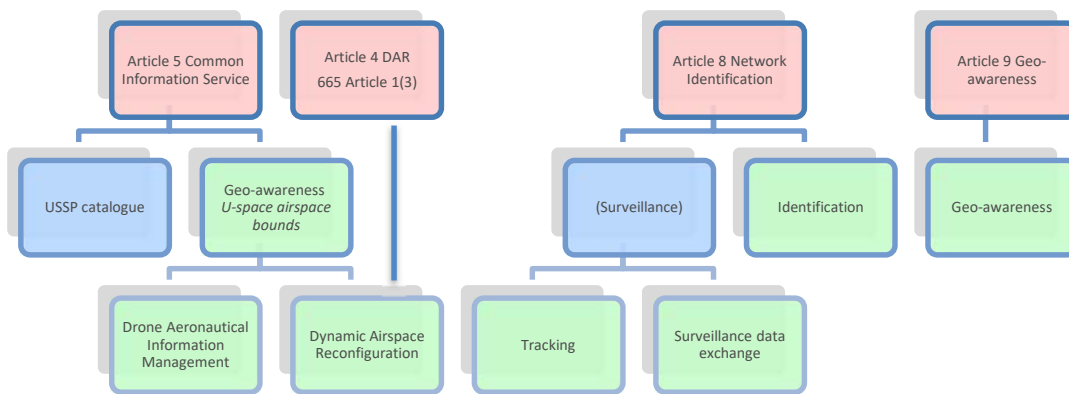 Article 5 Common
Information Service
Article 4 DAR
665 Article 1(3)
Article 8 Network
Identification
Article 9 Geo-
awareness
USSP catalogue
Geo-awareness
U-space airspace
bounds
(Surveillance)
Identification
Geo-awareness
Drone Aeronautical
Information
Management
Dynamic Airspace
Reconfiguration
Tracking
Surveillance data
exchange